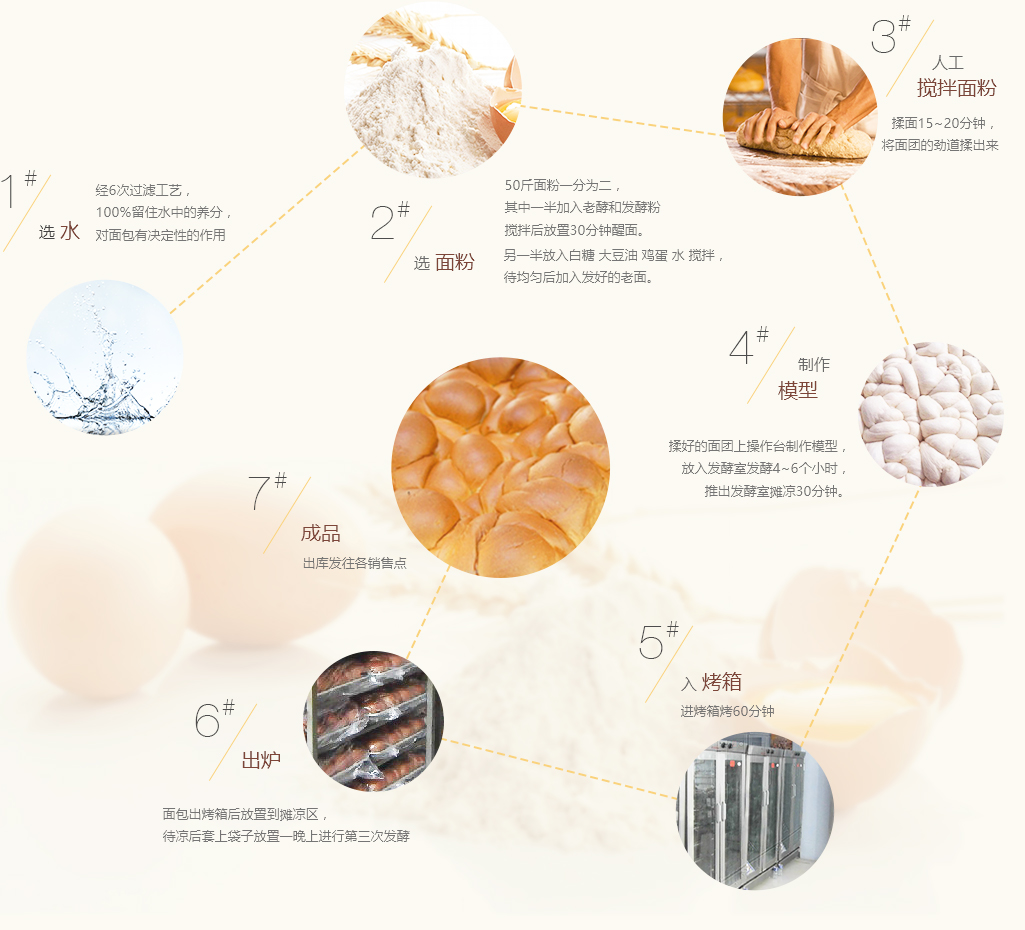 1#
选 水
经6次过滤工艺，
100%留住水中的养分，
对面包有决定性的作用
2#
选 面粉
50斤面粉一分为二，
其中一半加入老酵和发酵粉
搅拌后放置30分钟醒面。
另一半放入白糖 大豆油 鸡蛋 水 搅拌，
待均匀后加入发好的老面。
3#
人工
搅拌面粉
揉面15~20分钟，
将面团的劲道揉出来
4#
制作
模型
揉好的面团上操作台制作模型，
放入发酵室发酵4~6个小时，
推出发酵室摊凉30分钟。
5#
入 烤箱
进烤箱烤60分钟
6#
出炉
面包出烤箱后放置到摊凉区，
待凉后套上袋子放置一晚上进行第三次发酵
7#
成品
出库发往各销售点